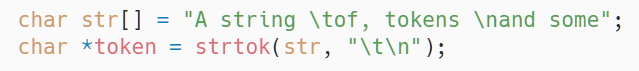 char str[] = "A string \tof, tokens \nand some";
char *token = strtok(str, "\t\n");